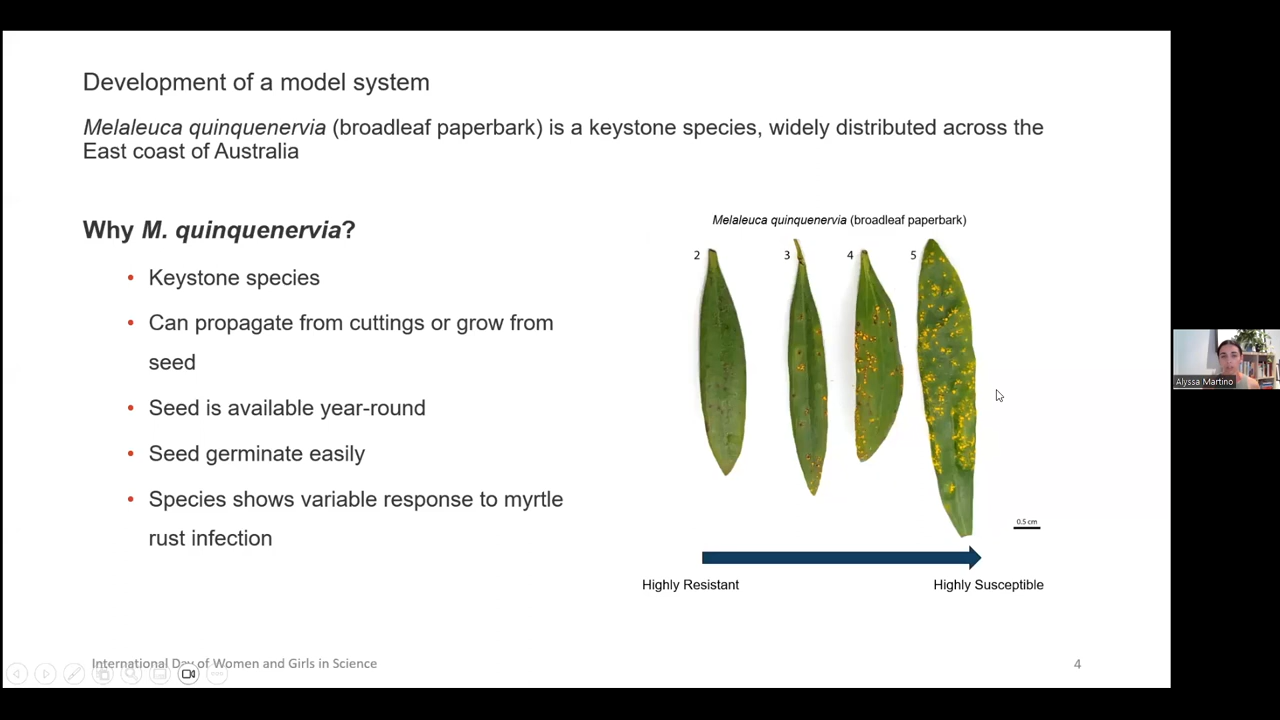 Development of a model system
Melaleuca quinquenervia (broadleaf paperbark) is a keystone species, widely distributed across the
East coast of Australia
Why M. quinquenervia?
• Keystone species
• Can propagate from cuttings or grow from
seed
• Seed is available year-round
• Seed germinate easily
• Species shows variable response to myrtle
rust infection
Melaleuca quinquenervia (broadleaf paperbark)
2 3 4 5
0.5 cm
Highly Resistant Highly Susceptible
International Day of Women and Girls in Science
4
Alyssa Martino